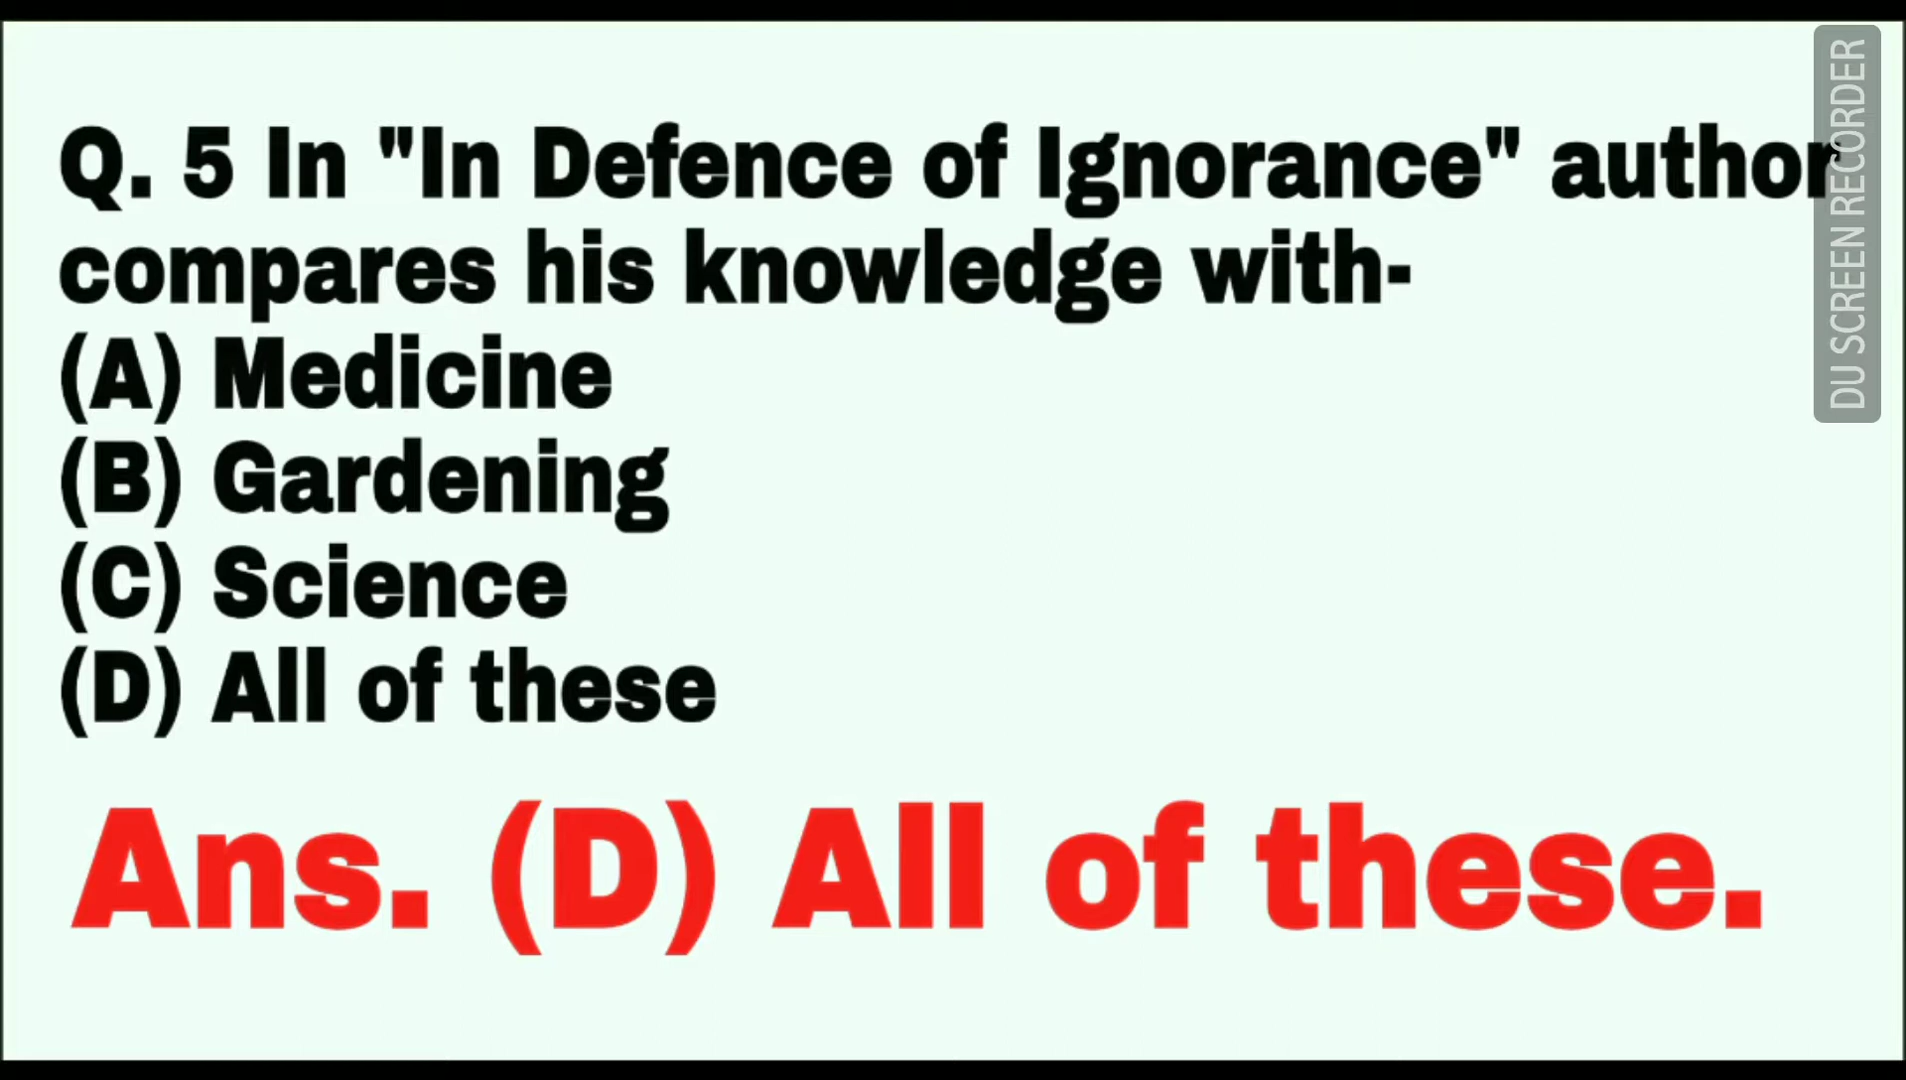 Q. 5 In "In Defence of Ignorance" author
compares his knowledge with-
(A) Medicine
(B) Gardening
(C) Science
(D) All of these
Ans. (D) All of these.
DU SCREEN RECORDER